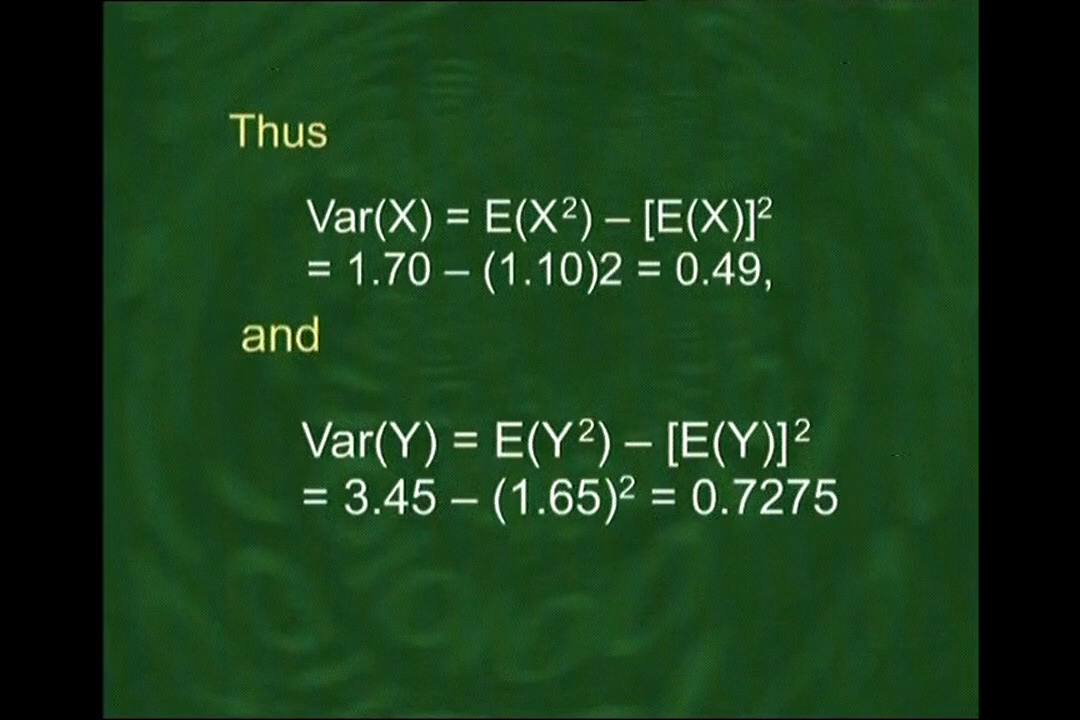 Thus
Var(X) = E(X²) – [E(X)]²
= 1.70 – (1.10)2 = 0.49,
and
Var(Y) = E(Y²) – [E(Y)]²
= 3.45 – (1.65)² = 0.7275